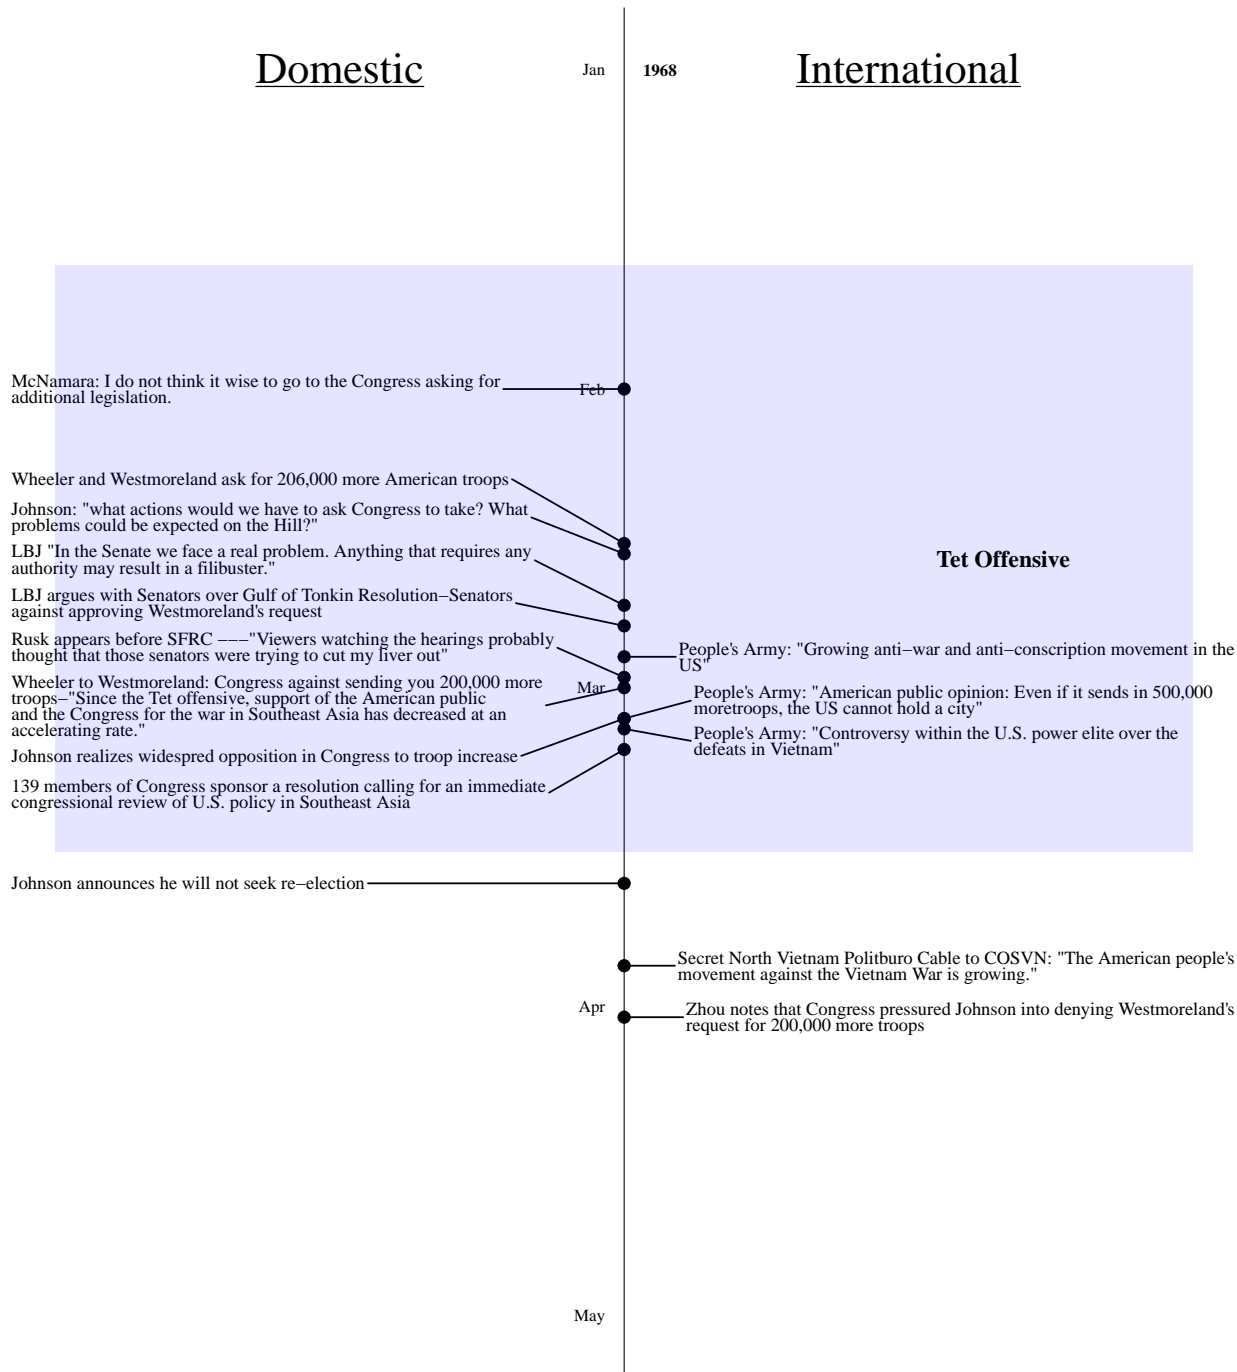 Domestic
Jan
1968
International
McNamara: I do not think it wise to go to the Congress asking for
additional legislation.
Feb
Wheeler and Westmoreland ask for 206,000 more American troops
Johnson: "what actions would we have to ask Congress to take? What
problems could be expected on the Hill?"
LBJ "In the Senate we face a real problem. Anything that requires any
authority may result in a filibuster."
Tet Offensive
LBJ argues with Senators over Gulf of Tonkin Resolution−Senators
against approving Westmoreland's request
Rusk appears before SFRC −−−"Viewers watching the hearings probably
thought that those senators were trying to cut my liver out"
People's Army: "Growing anti−war and anti−conscription movement in the
US"
Wheeler to Westmoreland: Congress against sending you 200,000 more
troops−"Since the Tet offensive, support of the American public
and the Congress for the war in Southeast Asia has decreased at an
accelerating rate."
Mar
People's Army: "American public opinion: Even if it sends in 500,000
moretroops, the US cannot hold a city"
People's Army: "Controversy within the U.S. power elite over the
defeats in Vietnam"
Johnson realizes widespred opposition in Congress to troop increase
139 members of Congress sponsor a resolution calling for an immediate
congressional review of U.S. policy in Southeast Asia
Johnson announces he will not seek re−election
Secret North Vietnam Politburo Cable to COSVN: "The American people's
movement against the Vietnam War is growing."
Apr
Zhou notes that Congress pressured Johnson into denying Westmoreland's
request for 200,000 more troops
May